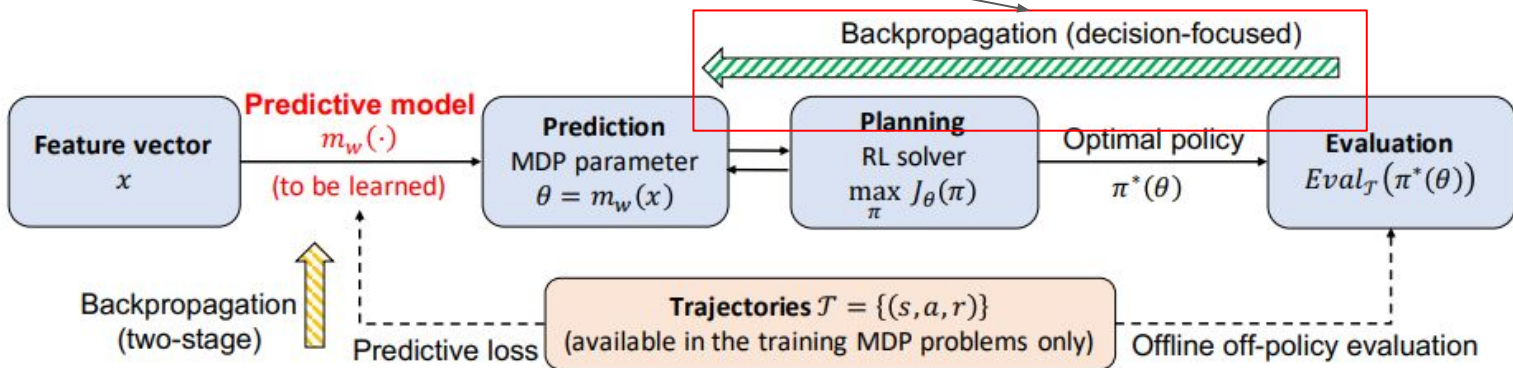 Backpropagation (decision-focused)
Feature vector
x
Predictive model
m_w(·)
(to be learned)
Prediction
MDP parameter
θ = m_w(x)
Planning
RL solver
max_π J_θ(π)
Optimal policy
π*(θ)
Evaluation
Eval_𝒯(π*(θ))
Backpropagation
(two-stage)
Predictive loss
Trajectories 𝒯 = {(s, a, r)}
(available in the training MDP problems only)
Offline off-policy evaluation